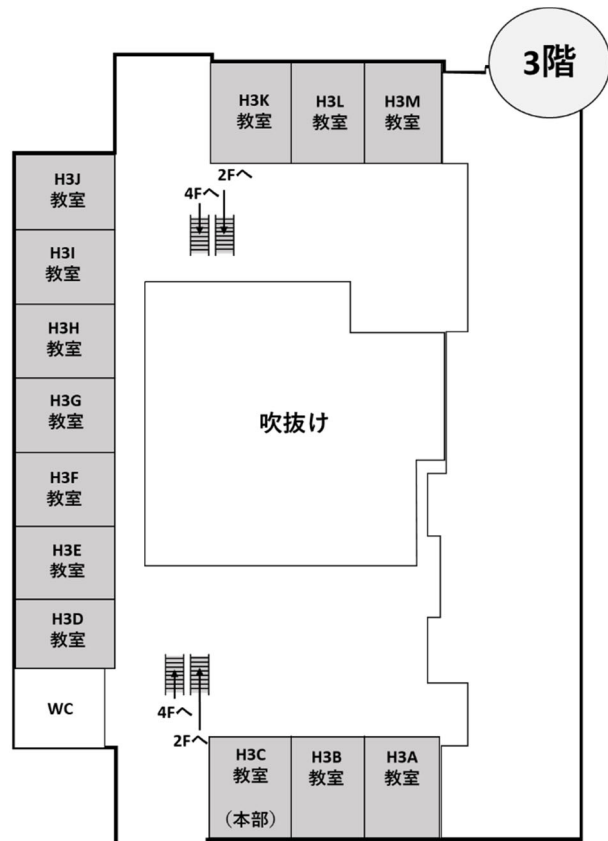 3階
H3K
教室
H3L
教室
H3M
教室
2Fへ
4Fへ
H3J
教室
H3I
教室
H3H
教室
H3G
教室
吹抜け
H3F
教室
H3E
教室
H3D
教室
WC
4Fへ
2Fへ
H3C
教室
（本部）
H3B
教室
H3A
教室